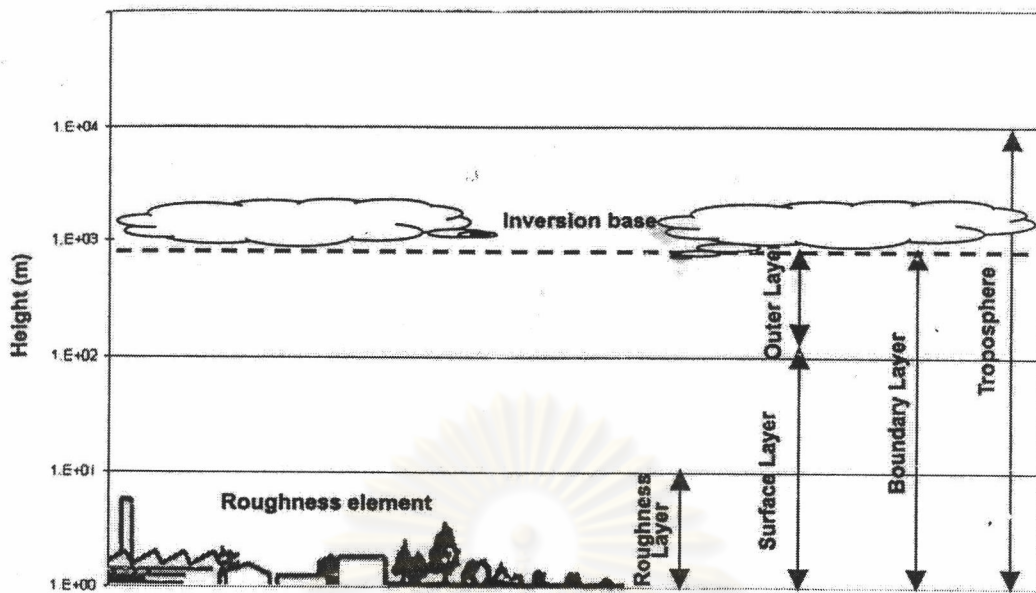 Height (m)
1.E+04
1.E+03
1.E+02
1.E+01
1.E+00
Inversion base
Roughness element
Roughness
Layer
Surface Layer
Outer Layer
Boundary Layer
Troposphere